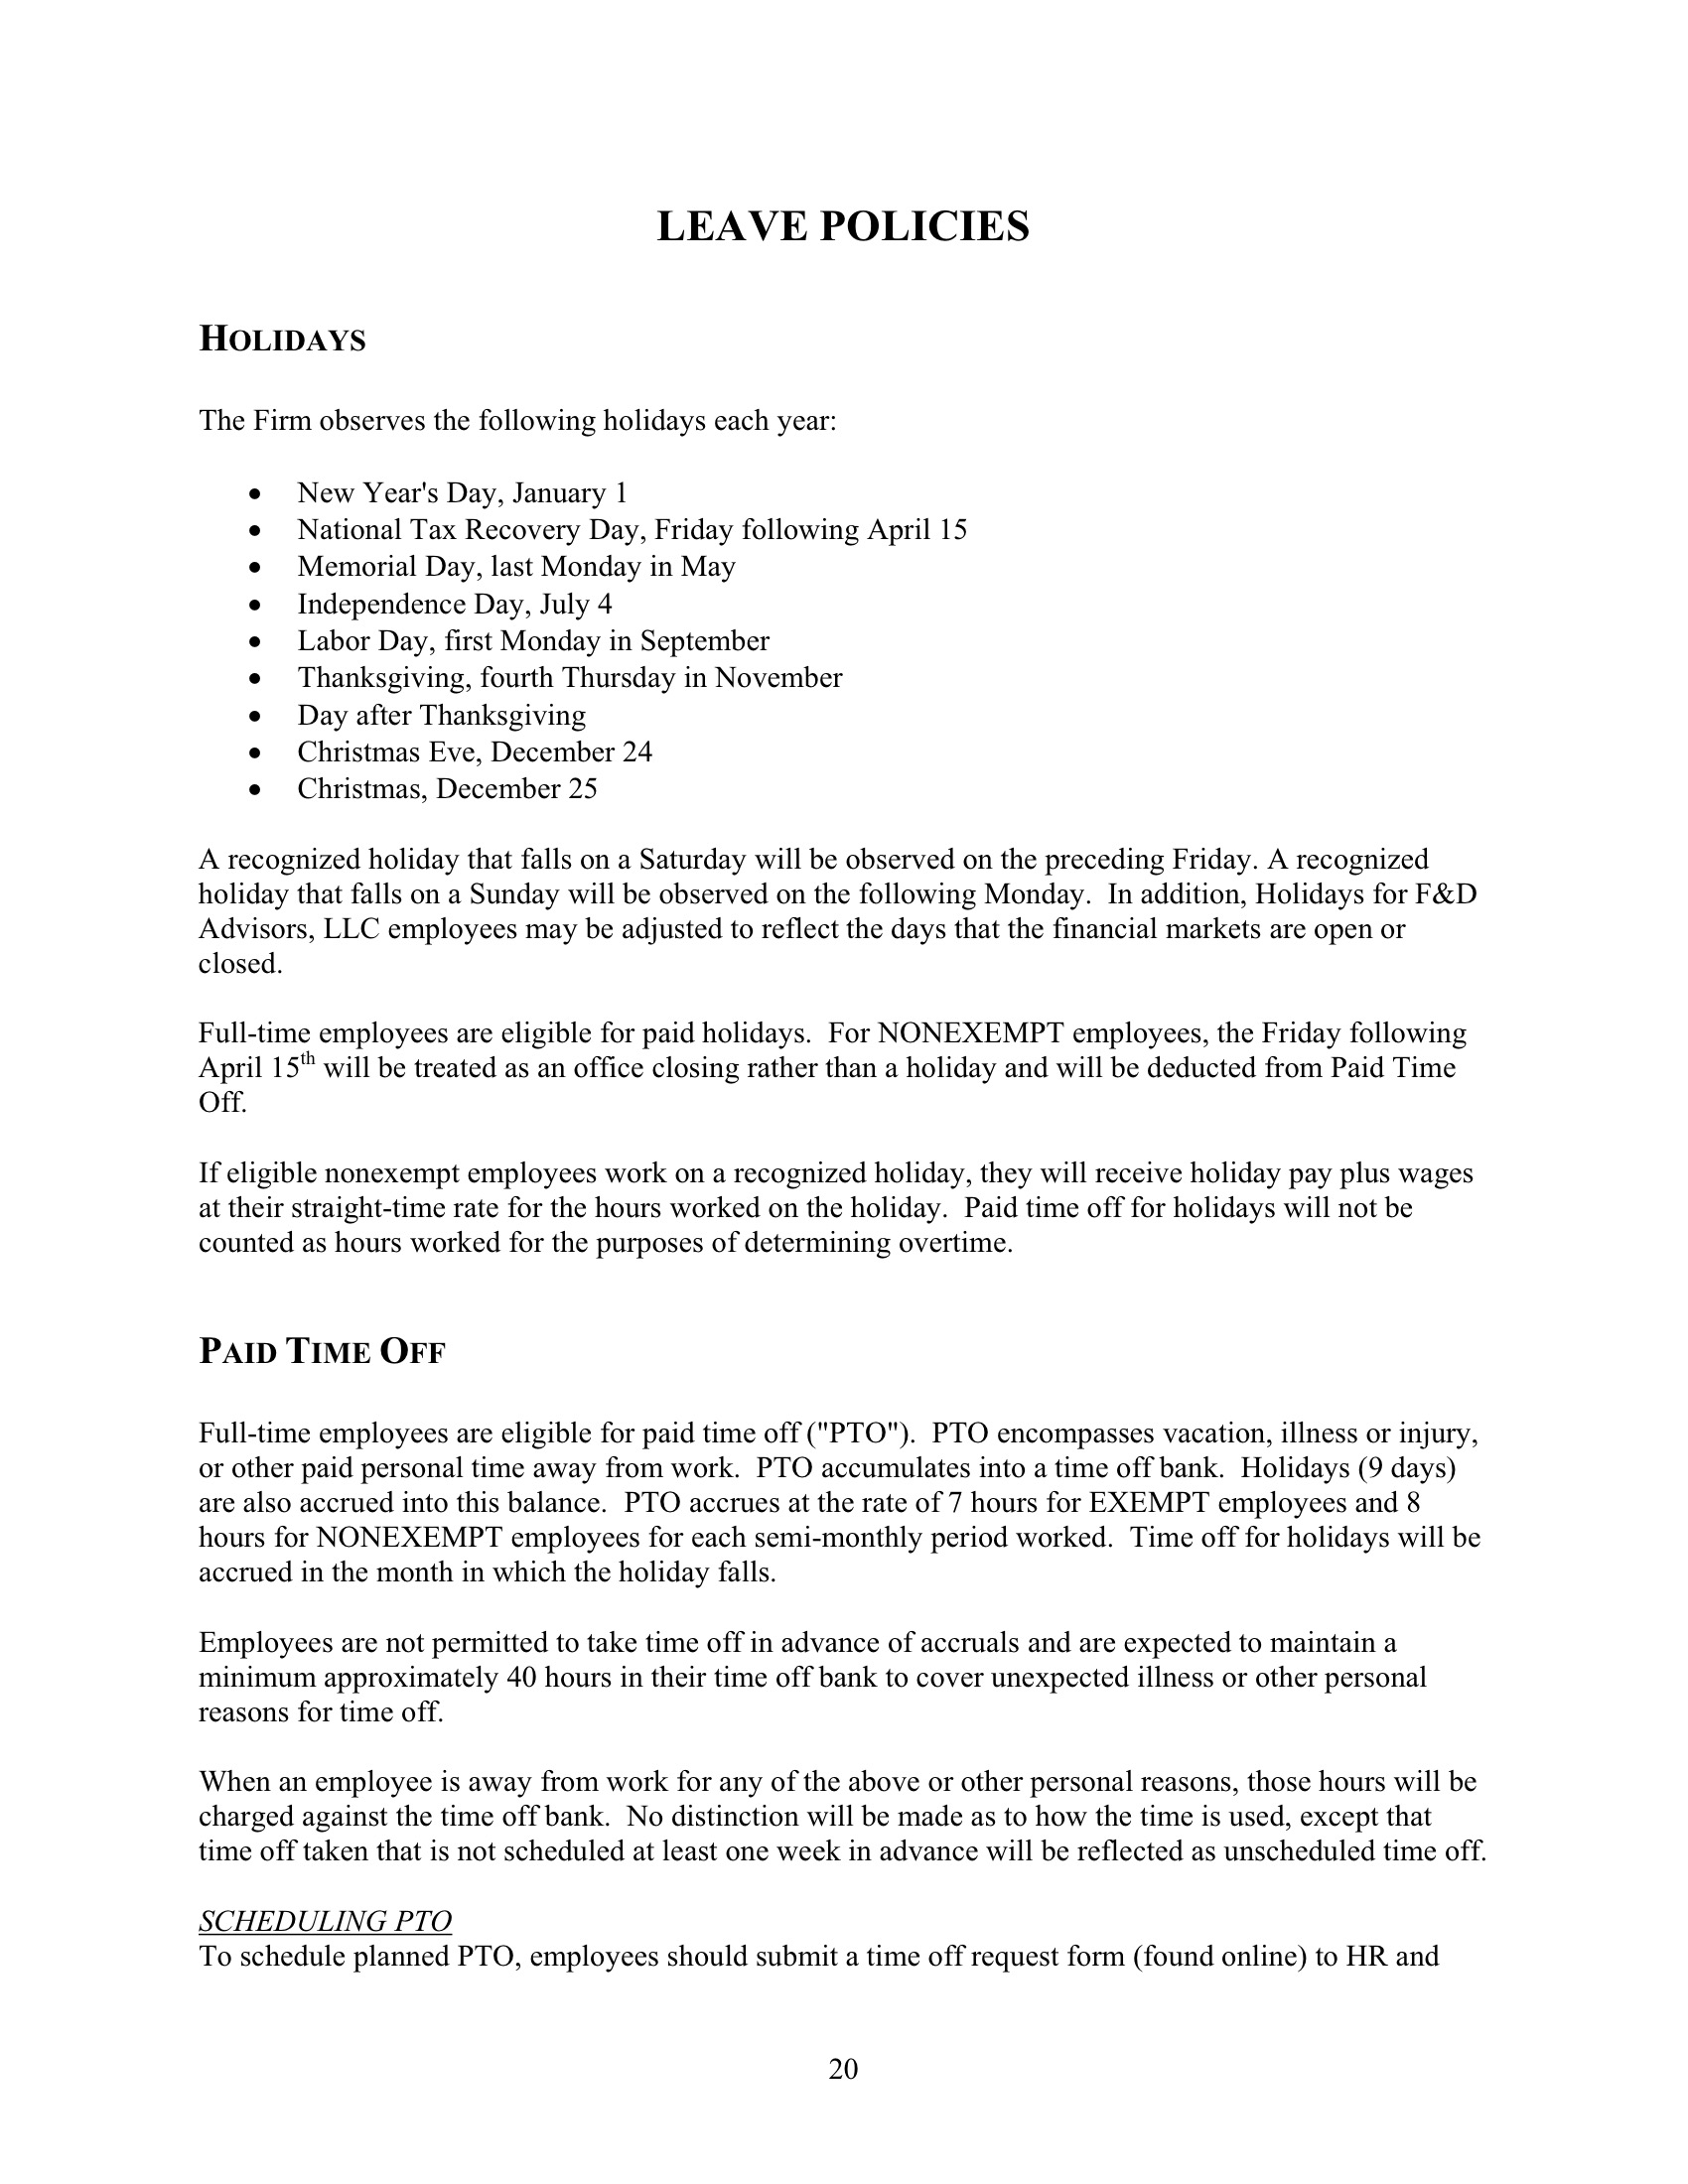 LEAVE POLICIES
HOLIDAYS
The Firm observes the following holidays each year:
• New Year's Day, January 1
• National Tax Recovery Day, Friday following April 15
• Memorial Day, last Monday in May
• Independence Day, July 4
• Labor Day, first Monday in September
• Thanksgiving, fourth Thursday in November
• Day after Thanksgiving
• Christmas Eve, December 24
• Christmas, December 25
A recognized holiday that falls on a Saturday will be observed on the preceding Friday. A recognized
holiday that falls on a Sunday will be observed on the following Monday.  In addition, Holidays for F&D
Advisors, LLC employees may be adjusted to reflect the days that the financial markets are open or
closed.
Full-time employees are eligible for paid holidays.  For NONEXEMPT employees, the Friday following
April 15th will be treated as an office closing rather than a holiday and will be deducted from Paid Time
Off.
If eligible nonexempt employees work on a recognized holiday, they will receive holiday pay plus wages
at their straight-time rate for the hours worked on the holiday.  Paid time off for holidays will not be
counted as hours worked for the purposes of determining overtime.
PAID TIME OFF
Full-time employees are eligible for paid time off ("PTO").  PTO encompasses vacation, illness or injury,
or other paid personal time away from work.  PTO accumulates into a time off bank.  Holidays (9 days)
are also accrued into this balance.  PTO accrues at the rate of 7 hours for EXEMPT employees and 8
hours for NONEXEMPT employees for each semi-monthly period worked.  Time off for holidays will be
accrued in the month in which the holiday falls.
Employees are not permitted to take time off in advance of accruals and are expected to maintain a
minimum approximately 40 hours in their time off bank to cover unexpected illness or other personal
reasons for time off.
When an employee is away from work for any of the above or other personal reasons, those hours will be
charged against the time off bank.  No distinction will be made as to how the time is used, except that
time off taken that is not scheduled at least one week in advance will be reflected as unscheduled time off.
SCHEDULING PTO
To schedule planned PTO, employees should submit a time off request form (found online) to HR and
20